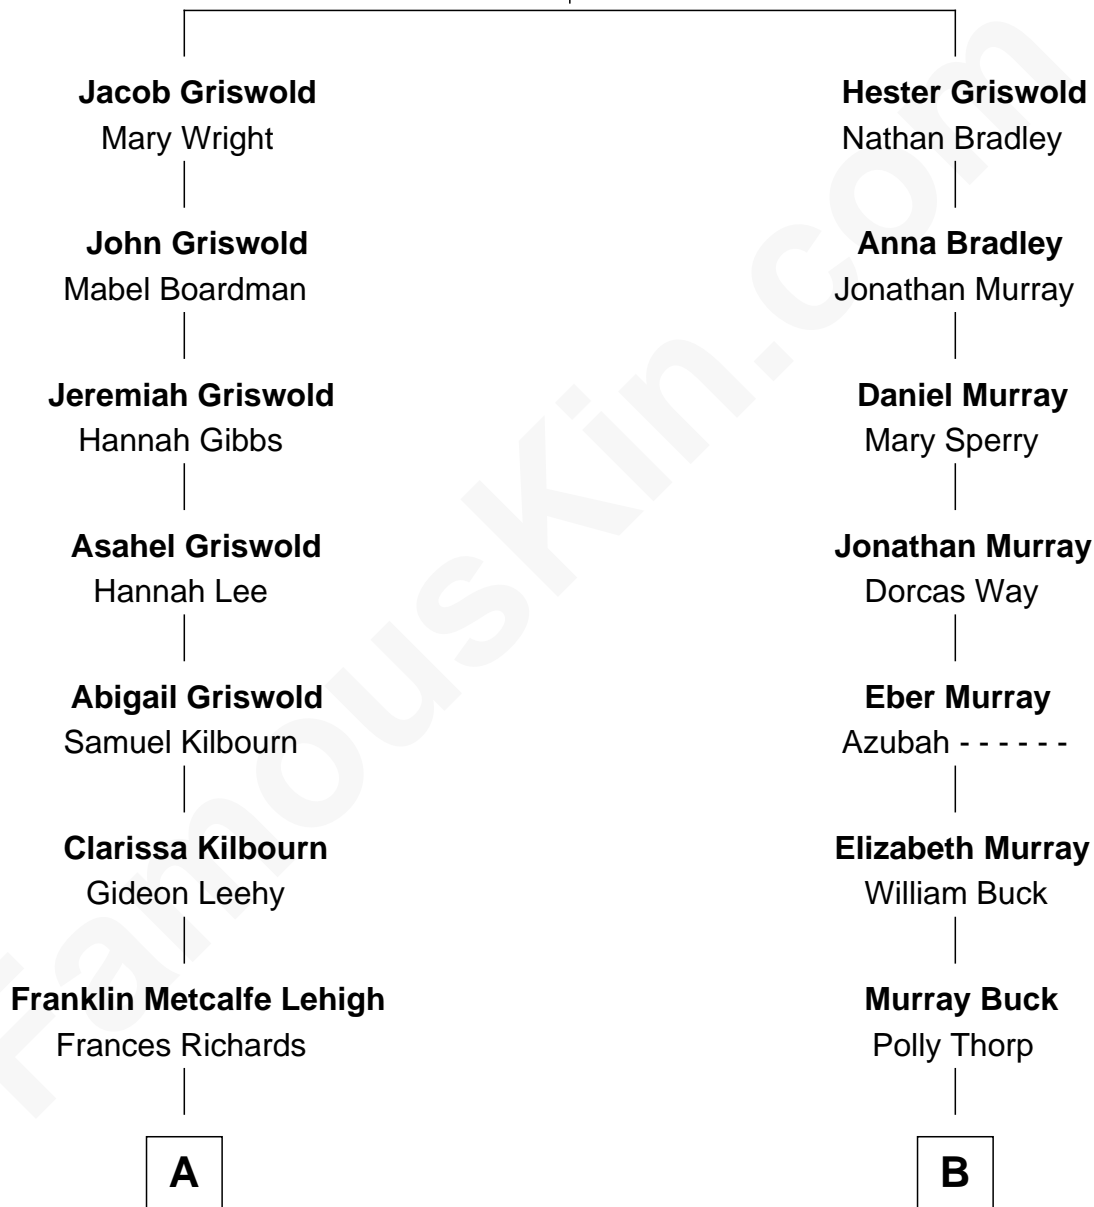 Jacob Griswold
Mary Wright
John Griswold
Mabel Boardman
Jeremiah Griswold
Hannah Gibbs
Asahel Griswold
Hannah Lee
Abigail Griswold
Samuel Kilbourn
Clarissa Kilbourn
Gideon Leehy
Franklin Metcalfe Lehigh
Frances Richards
A
Hester Griswold
Nathan Bradley
Anna Bradley
Jonathan Murray
Daniel Murray
Mary Sperry
Jonathan Murray
Dorcas Way
Eber Murray
Azubah - - - - - -
Elizabeth Murray
William Buck
Murray Buck
Polly Thorp
B
FamousKin.com